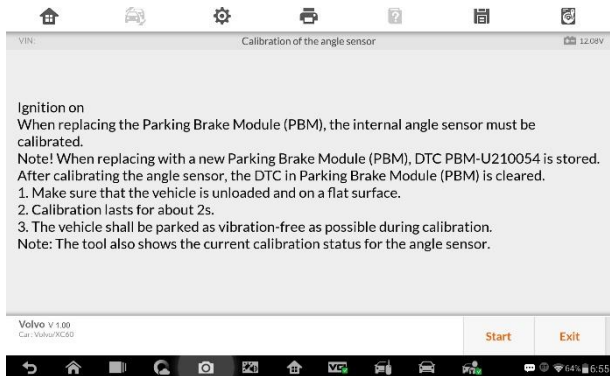 VIN:
Calibration of the angle sensor
12.08V
Ignition on
When replacing the Parking Brake Module (PBM), the internal angle sensor must be
calibrated.
Note! When replacing with a new Parking Brake Module (PBM), DTC PBM-U210054 is stored.
After calibrating the angle sensor, the DTC in Parking Brake Module (PBM) is cleared.
1. Make sure that the vehicle is unloaded and on a flat surface.
2. Calibration lasts for about 2s.
3. The vehicle shall be parked as vibration-free as possible during calibration.
Note: The tool also shows the current calibration status for the angle sensor.
Volvo V 1.00
Car: Volvo/XC60
Start
Exit
VCI
64% 6:55